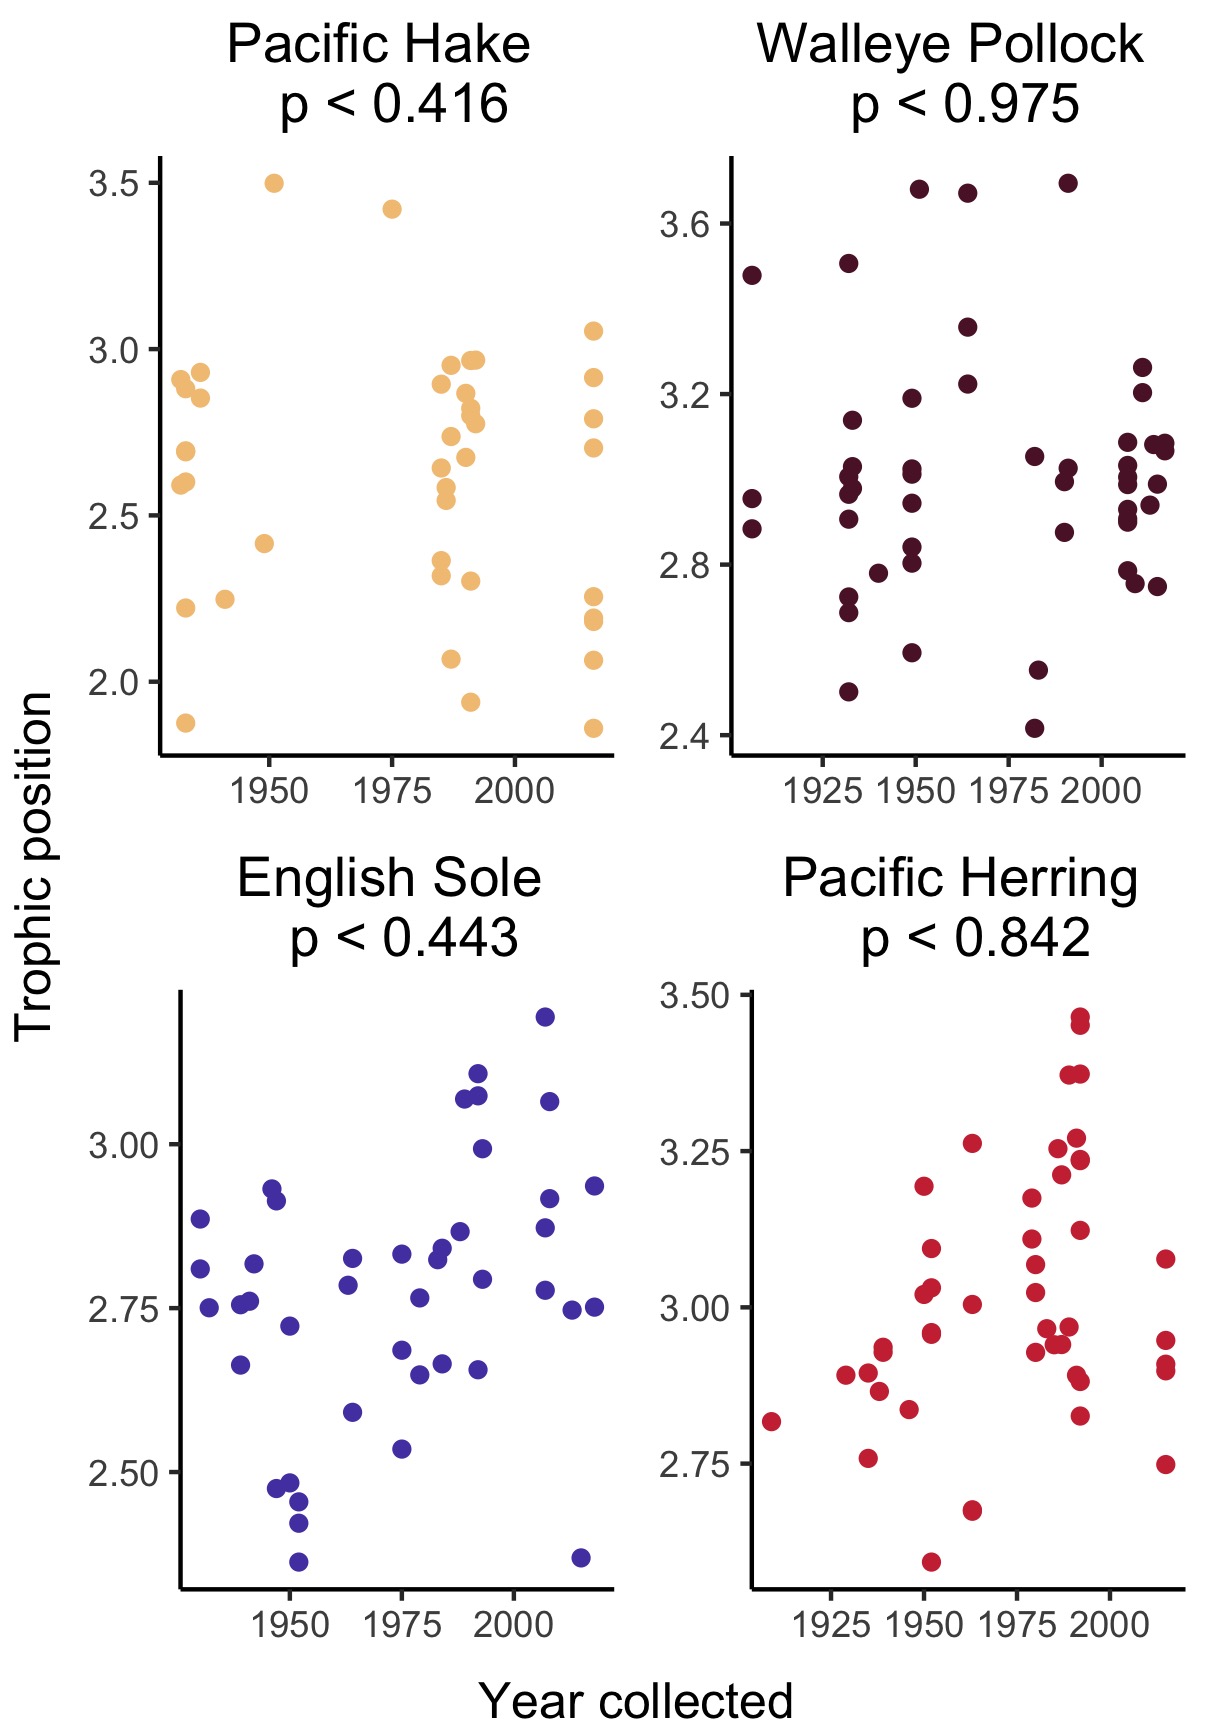 Pacific Hake
p < 0.416
3.5
3.0
2.5
2.0
1950 1975 2000
Walleye Pollock
p < 0.975
3.6
3.2
2.8
2.4
1925 1950 1975 2000
Trophic position
English Sole
p < 0.443
3.00
2.75
2.50
1950 1975 2000
Pacific Herring
p < 0.842
3.50
3.25
3.00
2.75
1925 1950 1975 2000
Year collected